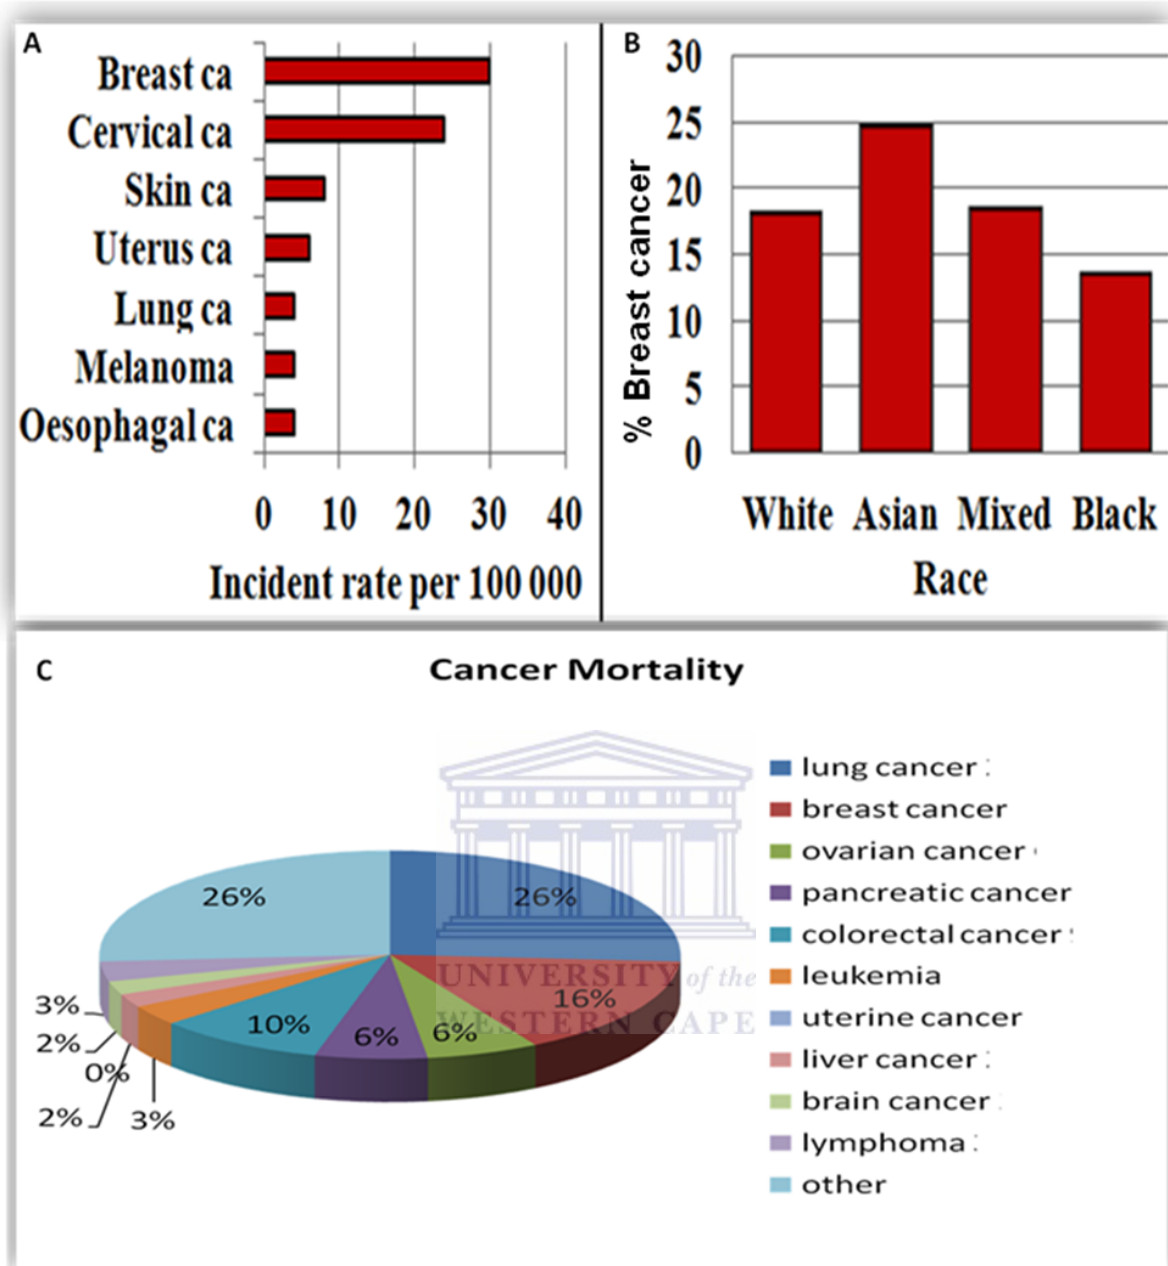 A
Breast ca
Cervical ca
Skin ca
Uterus ca
Lung ca
Melanoma
Oesophagal ca
0 10 20 30 40
Incident rate per 100 000
B
% Breast cancer
30
25
20
15
10
5
0
White Asian Mixed Black
Race
C
Cancer Mortality
26%
26%
16%
6%
6%
10%
3%
2%
0%
2%
3%
UNIVERSITY of the
WESTERN CAPE
lung cancer :
breast cancer
ovarian cancer
pancreatic cancer
colorectal cancer
leukemia
uterine cancer
liver cancer :
brain cancer
lymphoma :
other